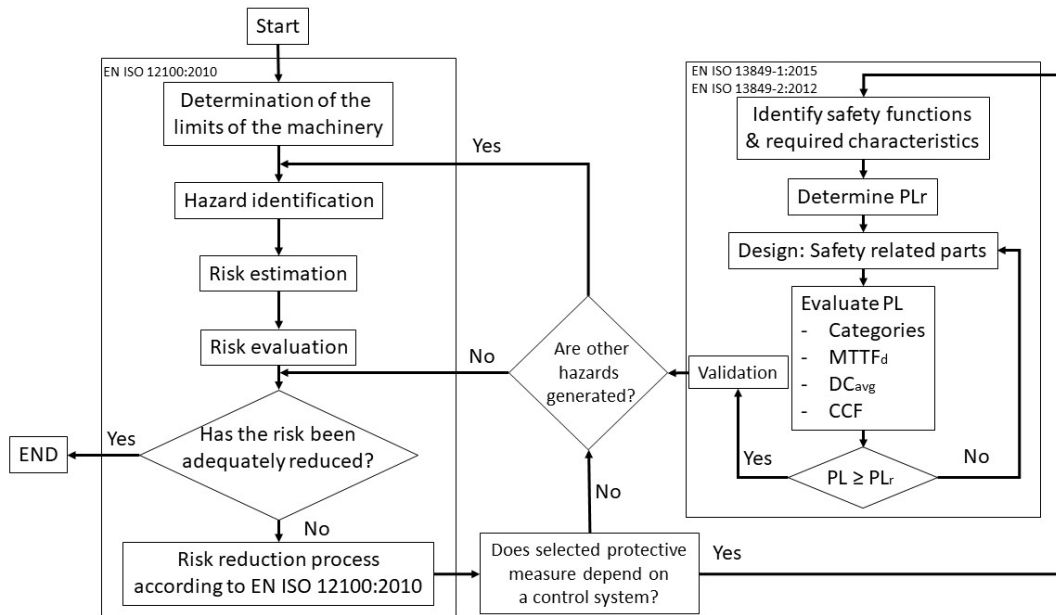 Start
EN ISO 12100:2010
Determination of the
limits of the machinery
Hazard identification
Risk estimation
Risk evaluation
Has the risk been
adequately reduced?
Yes
END
No
Risk reduction process
according to EN ISO 12100:2010
Does selected protective
measure depend on
a control system?
No
Yes
Are other
hazards
generated?
Yes
No
EN ISO 13849-1:2015
EN ISO 13849-2:2012
Identify safety functions
& required characteristics
Determine PLr
Design: Safety related parts
Evaluate PL
- Categories
- MTTFd
- DCavg
- CCF
PL ≥ PLr
Yes
No
Validation